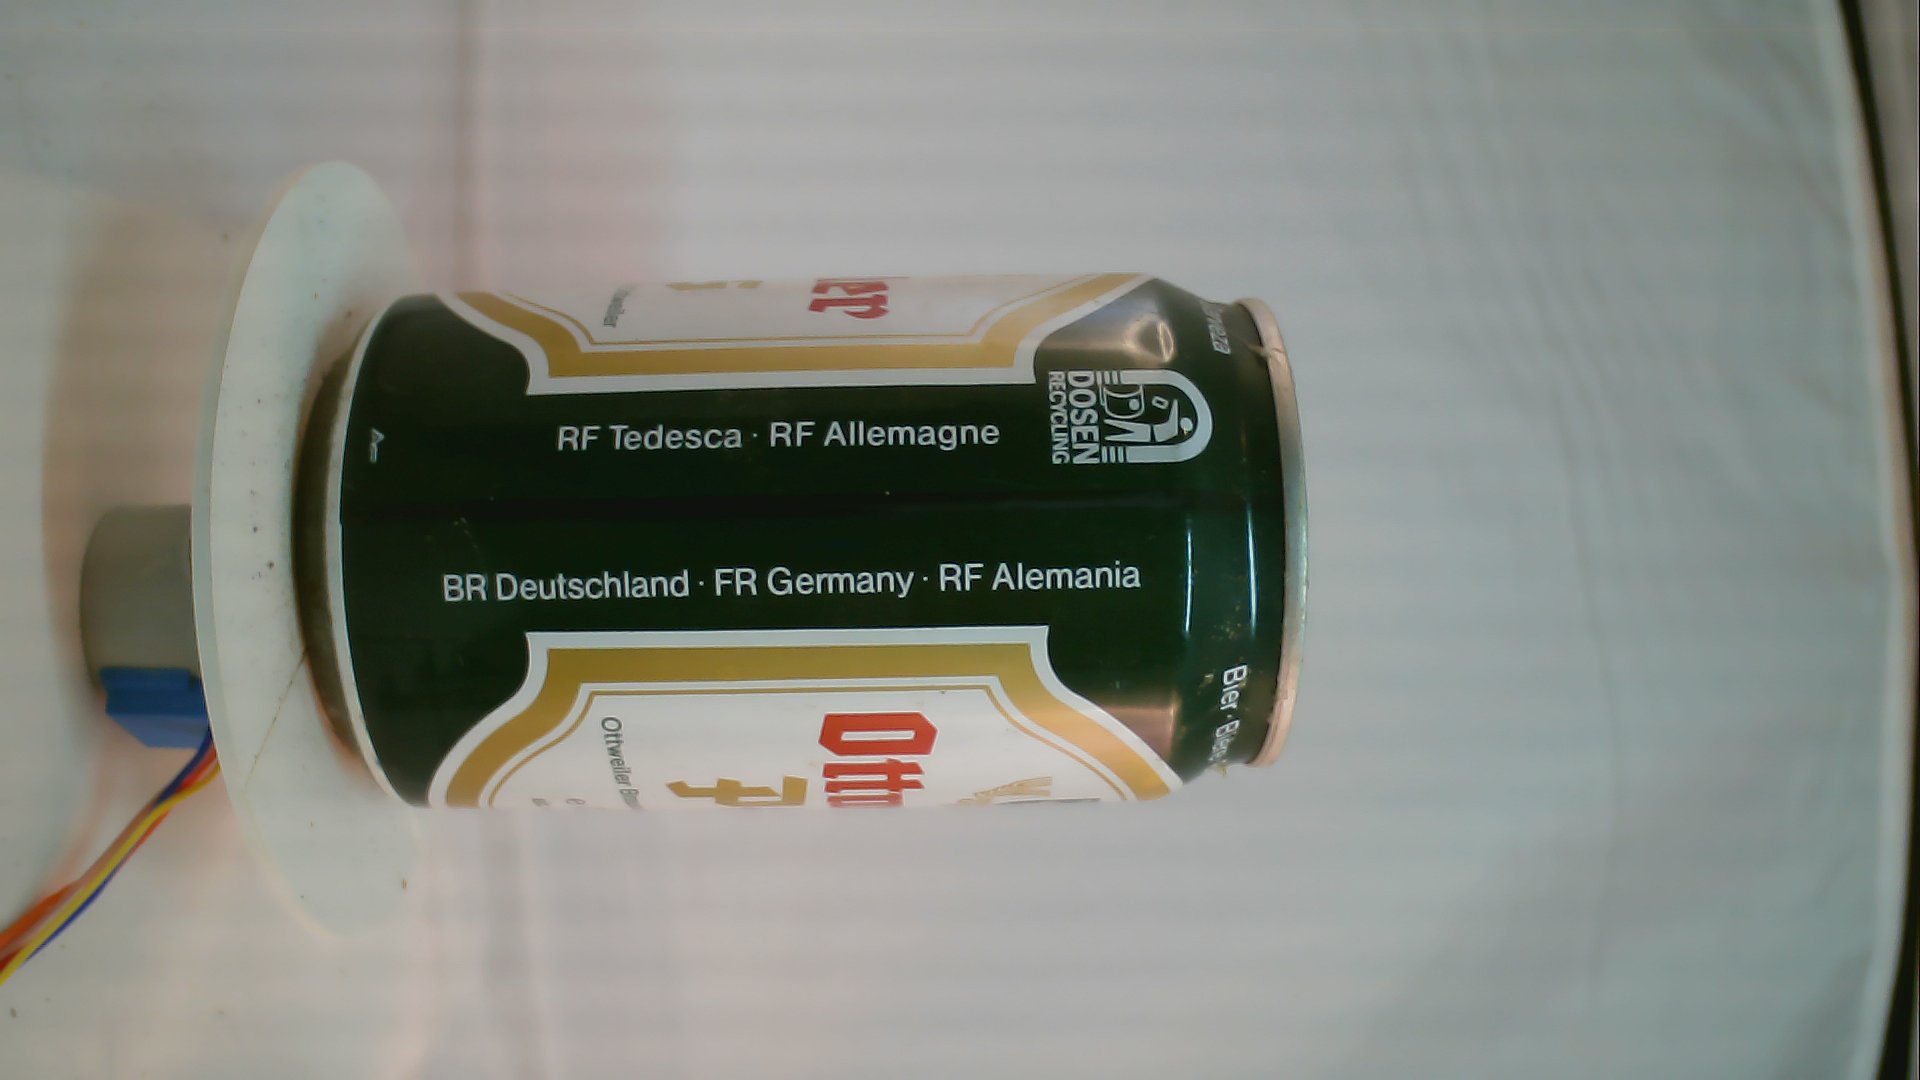 RF Tedesca · RF Allemagne
BR Deutschland · FR Germany · RF Alemania
DOSEN
RECYCLING
Bier
Ottweiler